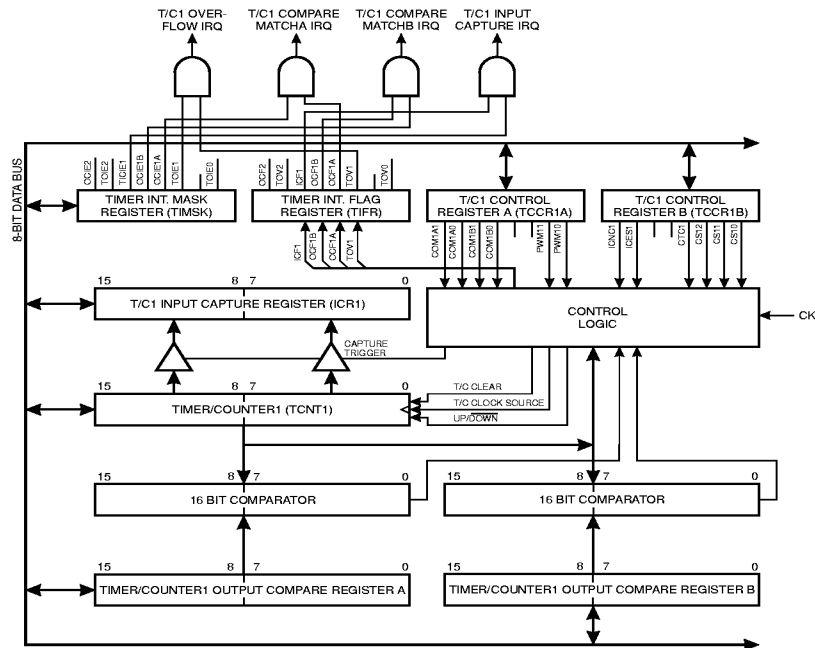 T/C1 OVER-
FLOW IRQ
T/C1 COMPARE
MATCHA IRQ
T/C1 COMPARE
MATCHB IRQ
T/C1 INPUT
CAPTURE IRQ
8-BIT DATA BUS
OCIE2
TOIE2
TICIE1
OCIE1B
OCIE1A
TOIE1
TOIE0
OCF2
TOV2
ICF1
OCF1B
OCF1A
TOV1
TOV0
TIMER INT. MASK
REGISTER (TIMSK)
TIMER INT. FLAG
REGISTER (TIFR)
T/C1 CONTROL
REGISTER A (TCCR1A)
T/C1 CONTROL
REGISTER B (TCCR1B)
ICF1
OCF1B
OCF1A
TOV1
COM1A1
COM1A0
COM1B1
COM1B0
PWM11
PWM10
ICNC1
ICES1
CTC1
CS12
CS11
CS10
15 8 7 0
T/C1 INPUT CAPTURE REGISTER (ICR1)
CONTROL
LOGIC
CK
CAPTURE
TRIGGER
15 8 7 0
TIMER/COUNTER1 (TCNT1)
T/C CLEAR
T/C CLOCK SOURCE
UP/DOWN
15 8 7 0
16 BIT COMPARATOR
15 8 7 0
16 BIT COMPARATOR
15 8 7 0
TIMER/COUNTER1 OUTPUT COMPARE REGISTER A
15 8 7 0
TIMER/COUNTER1 OUTPUT COMPARE REGISTER B